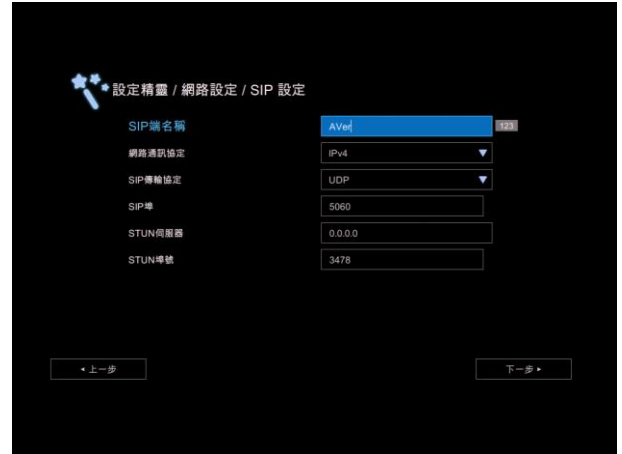 設定精靈 / 網路設定 / SIP 設定
SIP端名稱 AVer 123
網路通訊協定 IPv4
SIP傳輸協定 UDP
SIP埠 5060
STUN伺服器 0.0.0.0
STUN埠號 3478
上一步 下一步